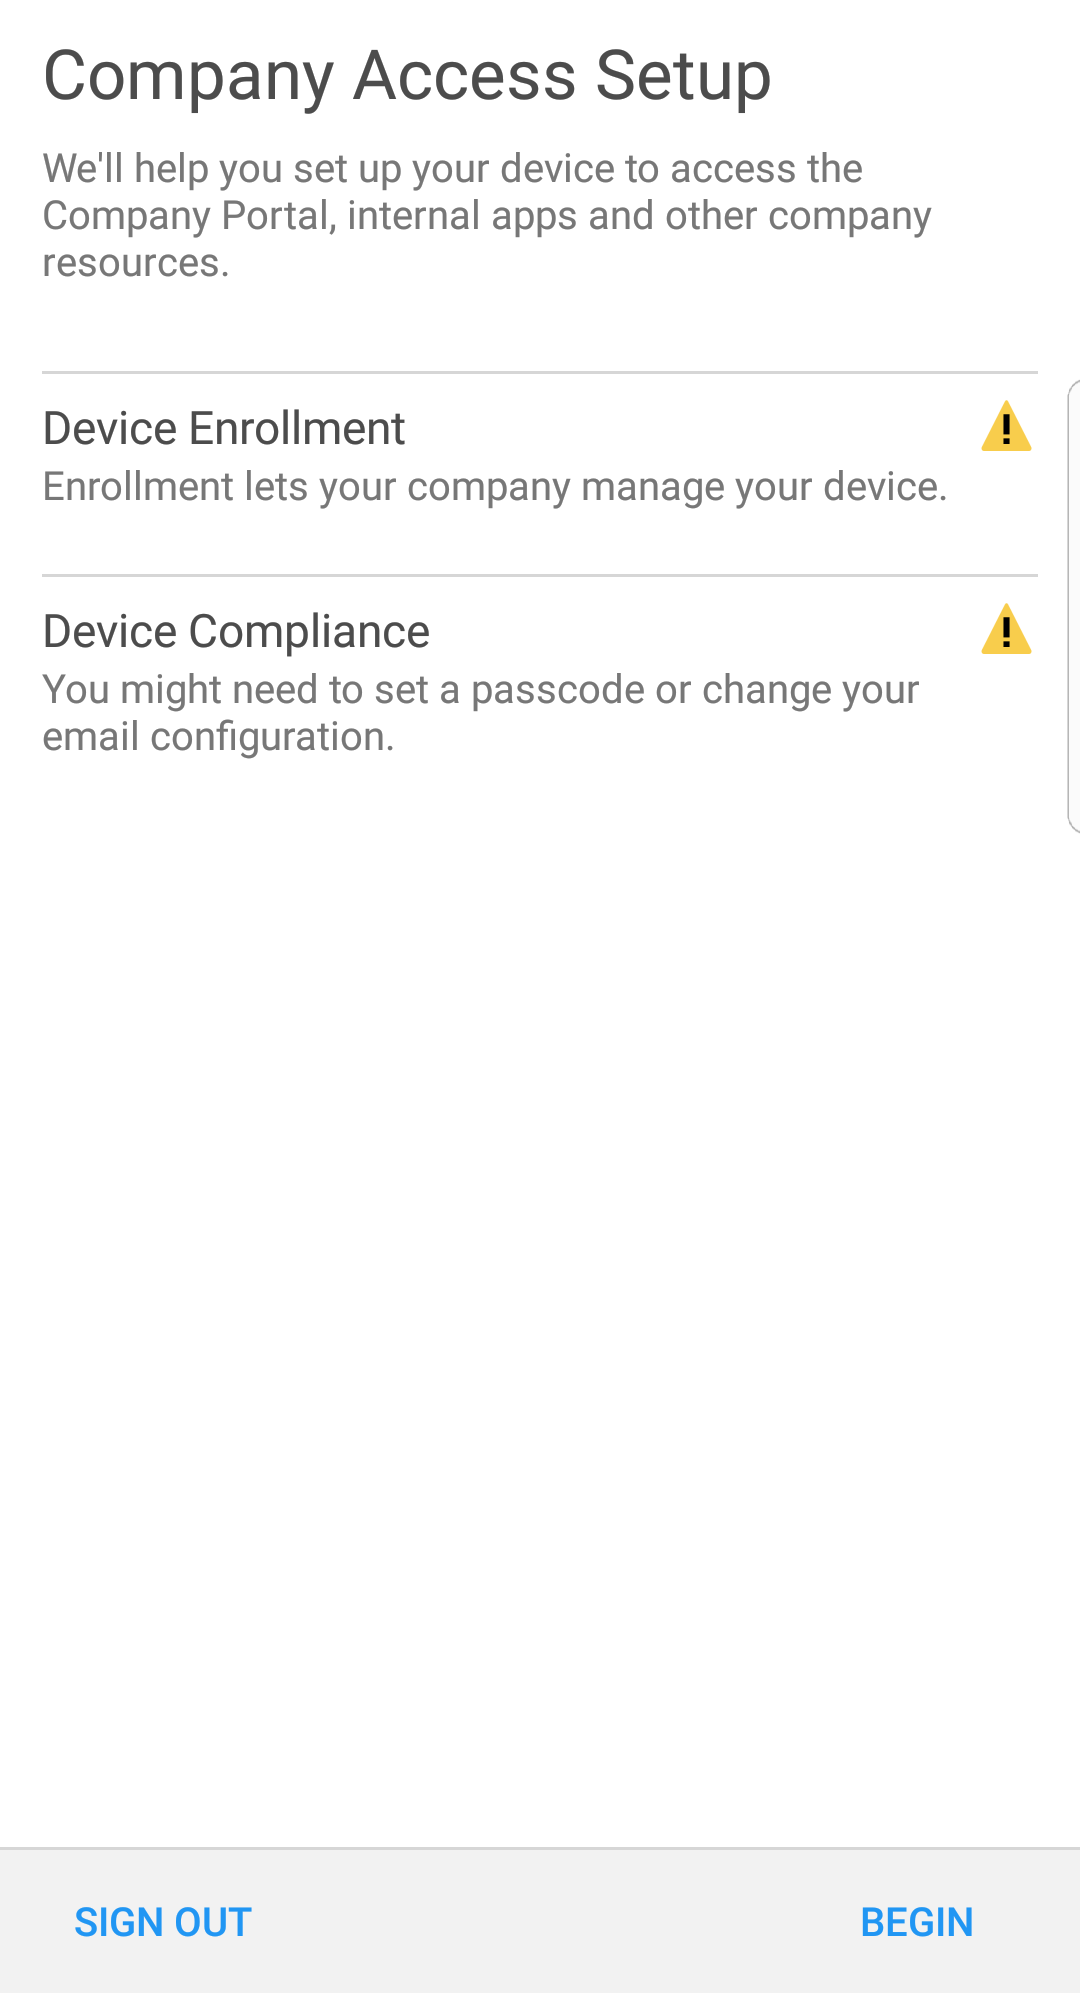 Company Access Setup
We'll help you set up your device to access the
Company Portal, internal apps and other company
resources.
Device Enrollment
Enrollment lets your company manage your device.
Device Compliance
You might need to set a passcode or change your
email configuration.
SIGN OUT
BEGIN